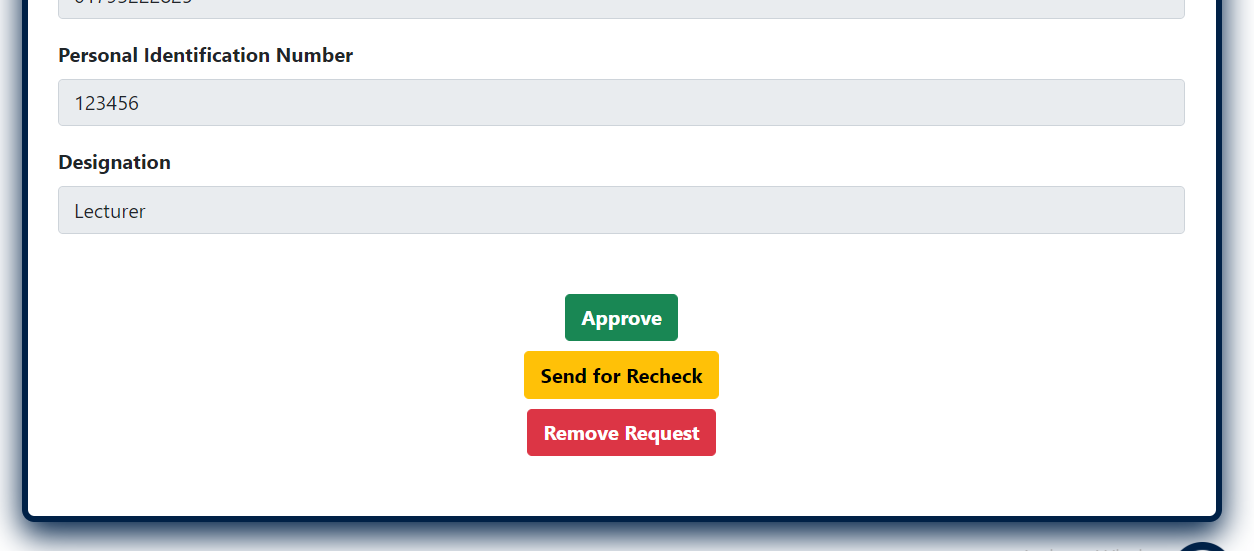 Personal Identification Number
123456
Designation
Lecturer
Approve
Send for Recheck
Remove Request